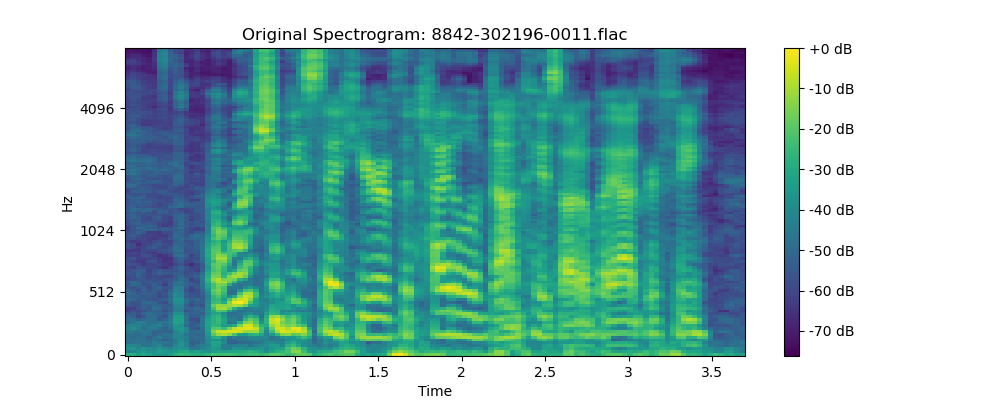 Original Spectrogram: 8842-302196-0011.flac
Hz
4096
2048
1024
512
0
0
0.5
1
1.5
2
2.5
3
3.5
Time
+0 dB
-10 dB
-20 dB
-30 dB
-40 dB
-50 dB
-60 dB
-70 dB